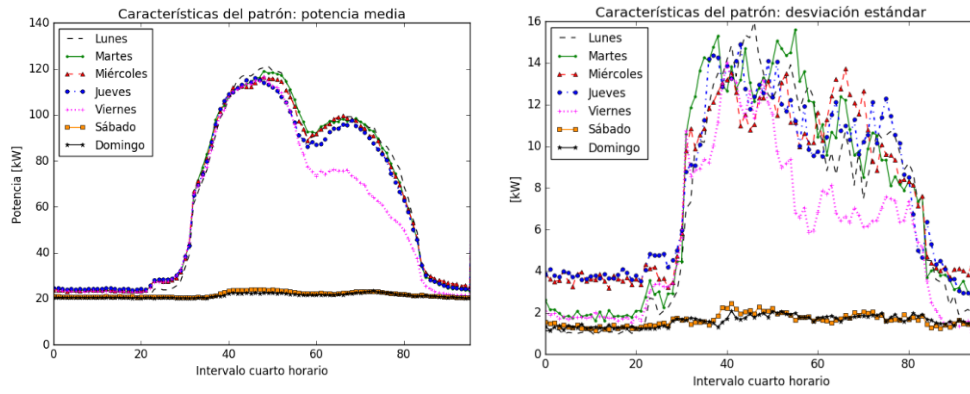 Características del patrón: potencia media
140
120
100
80
60
40
20
0
Potencia [kW]
Lunes
Martes
Miércoles
Jueves
Viernes
Sábado
Domingo
0 20 40 60 80
Intervalo cuarto horario
Características del patrón: desviación estándar
16
14
12
10
8
6
4
2
0
[kW]
Lunes
Martes
Miércoles
Jueves
Viernes
Sábado
Domingo
0 20 40 60 80
Intervalo cuarto horario